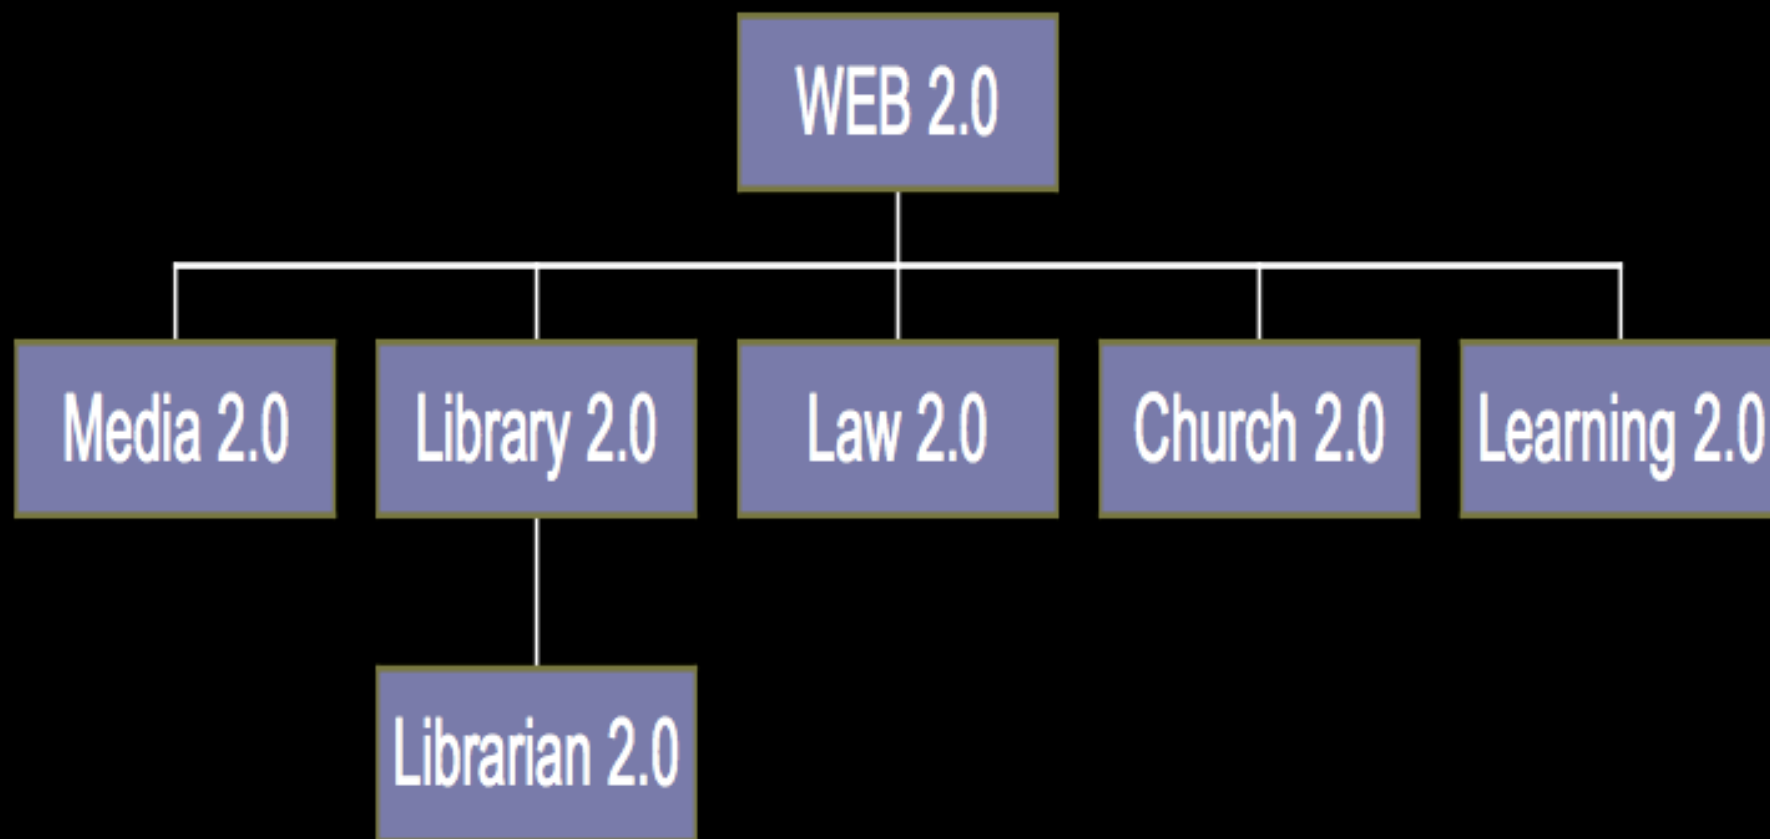 WEB 2.0
Media 2.0
Library 2.0
Law 2.0
Church 2.0
Learning 2.0
Librarian 2.0